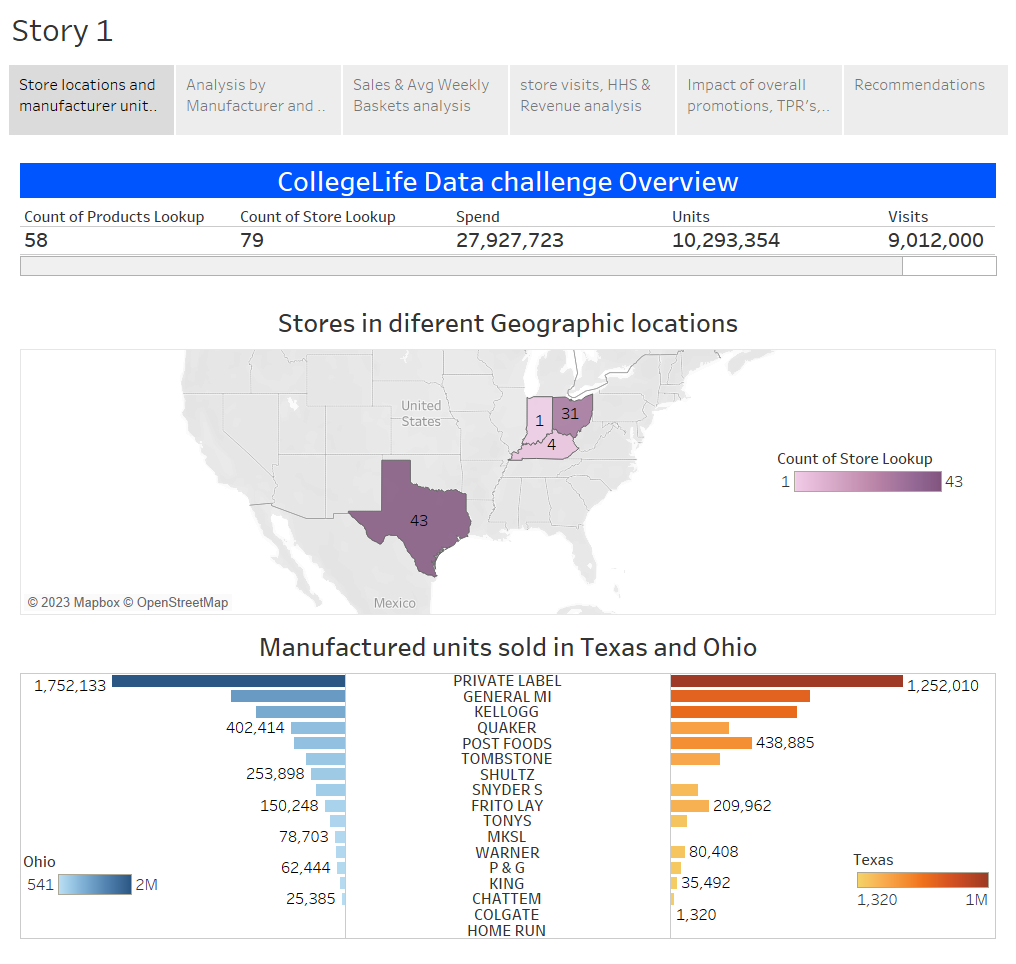 Story 1
Store locations and
manufacturer unit..
Analysis by
Manufacturer and ..
Sales & Avg Weekly
Baskets analysis
store visits, HHS &
Revenue analysis
Impact of overall
promotions, TPR's,..
Recommendations
CollegeLife Data challenge Overview
Count of Products Lookup
Count of Store Lookup
Spend
Units
Visits
58
79
27,927,723
10,293,354
9,012,000
Stores in diferent Geographic locations
United
States
1
31
4
43
Mexico
Count of Store Lookup
1
43
© 2023 Mapbox © OpenStreetMap
Manufactured units sold in Texas and Ohio
1,752,133
PRIVATE LABEL
1,252,010
GENERAL MI
KELLOGG
402,414
QUAKER
POST FOODS
438,885
TOMBSTONE
253,898
SHULTZ
SNYDER S
150,248
FRITO LAY
209,962
TONYS
78,703
MKSL
WARNER
80,408
62,444
P & G
KING
35,492
25,385
CHATTEM
COLGATE
1,320
HOME RUN
Ohio
541
2M
Texas
1,320
1M